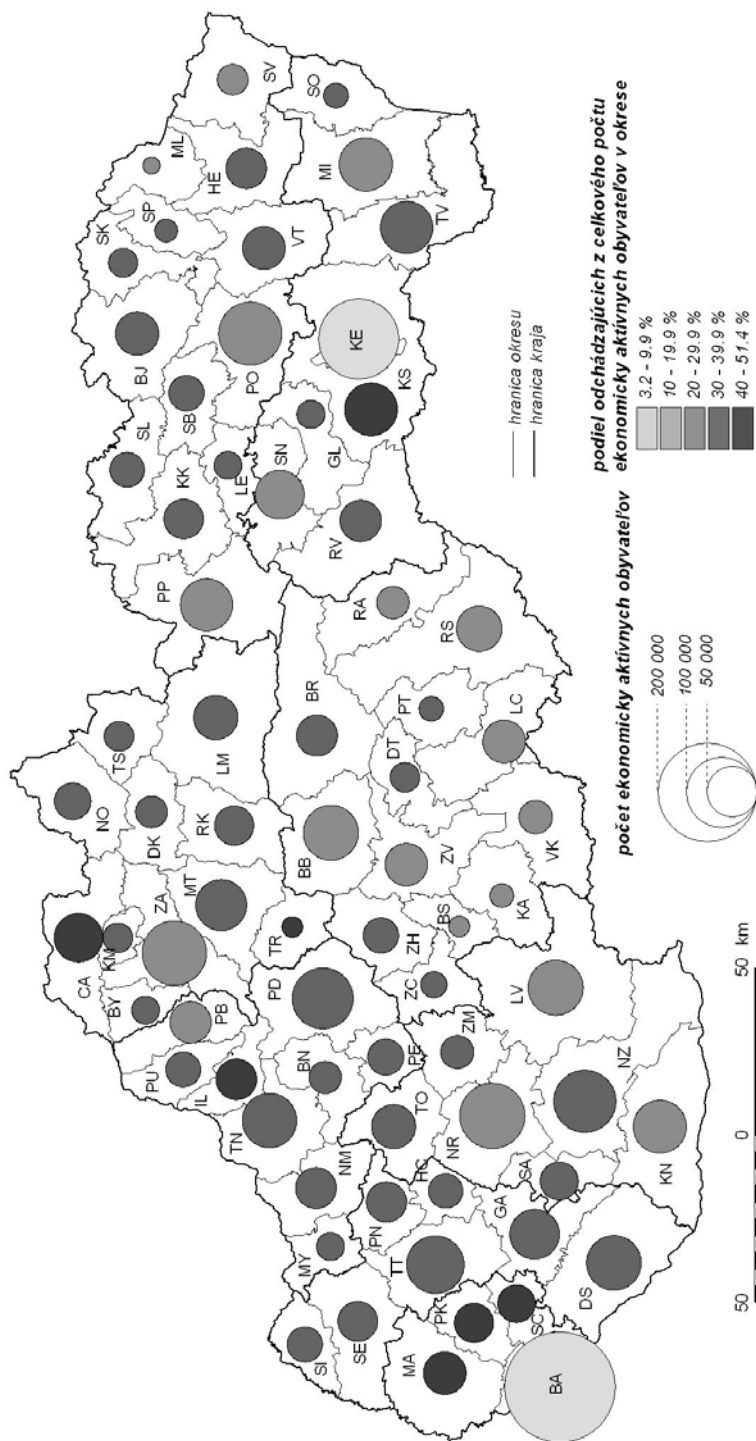 SV
SO
ML
HE
MI
SP
SK
VT
TV
BJ
PO
KE
KS
SB
SL
KK
LE
SN
GL
RV
PP
RA
RS
BR
PT
LC
DT
TS
LM
NO
DK
RK
BB
ZV
VK
KA
BS
ZA
MT
TR
ZH
CA
KM
BY
PB
PD
ZC
LV
ZM
PU
IL
BN
PE
TN
TO
NR
NZ
NM
HC
SA
KN
MY
PN
GA
TT
PK
SC
DS
SI
SE
MA
BA
hranica okresu
hranica kraja
počet ekonomicky aktívnych obyvateľov
200 000
100 000
50 000
podiel odchádzajúcich z celkového počtu
ekonomicky aktívnych obyvateľov v okrese
3.2 - 9.9 %
10 - 19.9 %
20 - 29.9 %
30 - 39.9 %
40 - 51.4 %
50 0 50 km